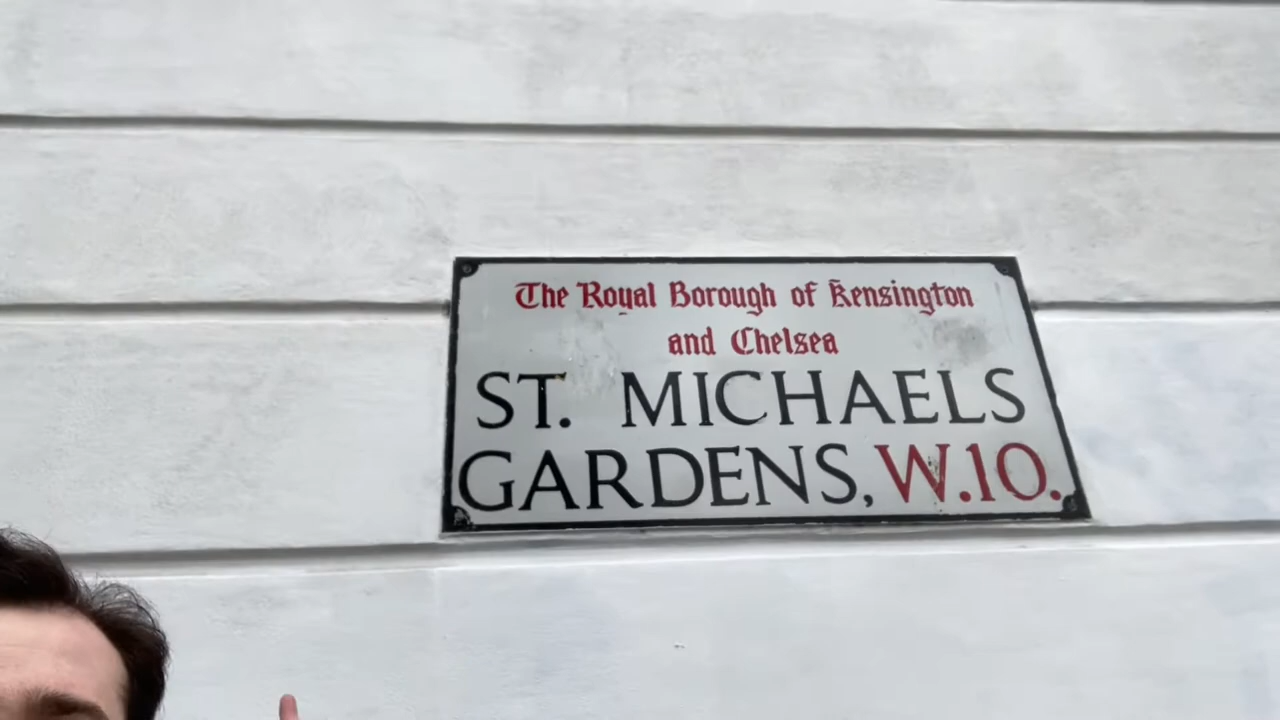 The Royal Borough of Kensington
and Chelsea
ST. MICHAELS
GARDENS, W.10.